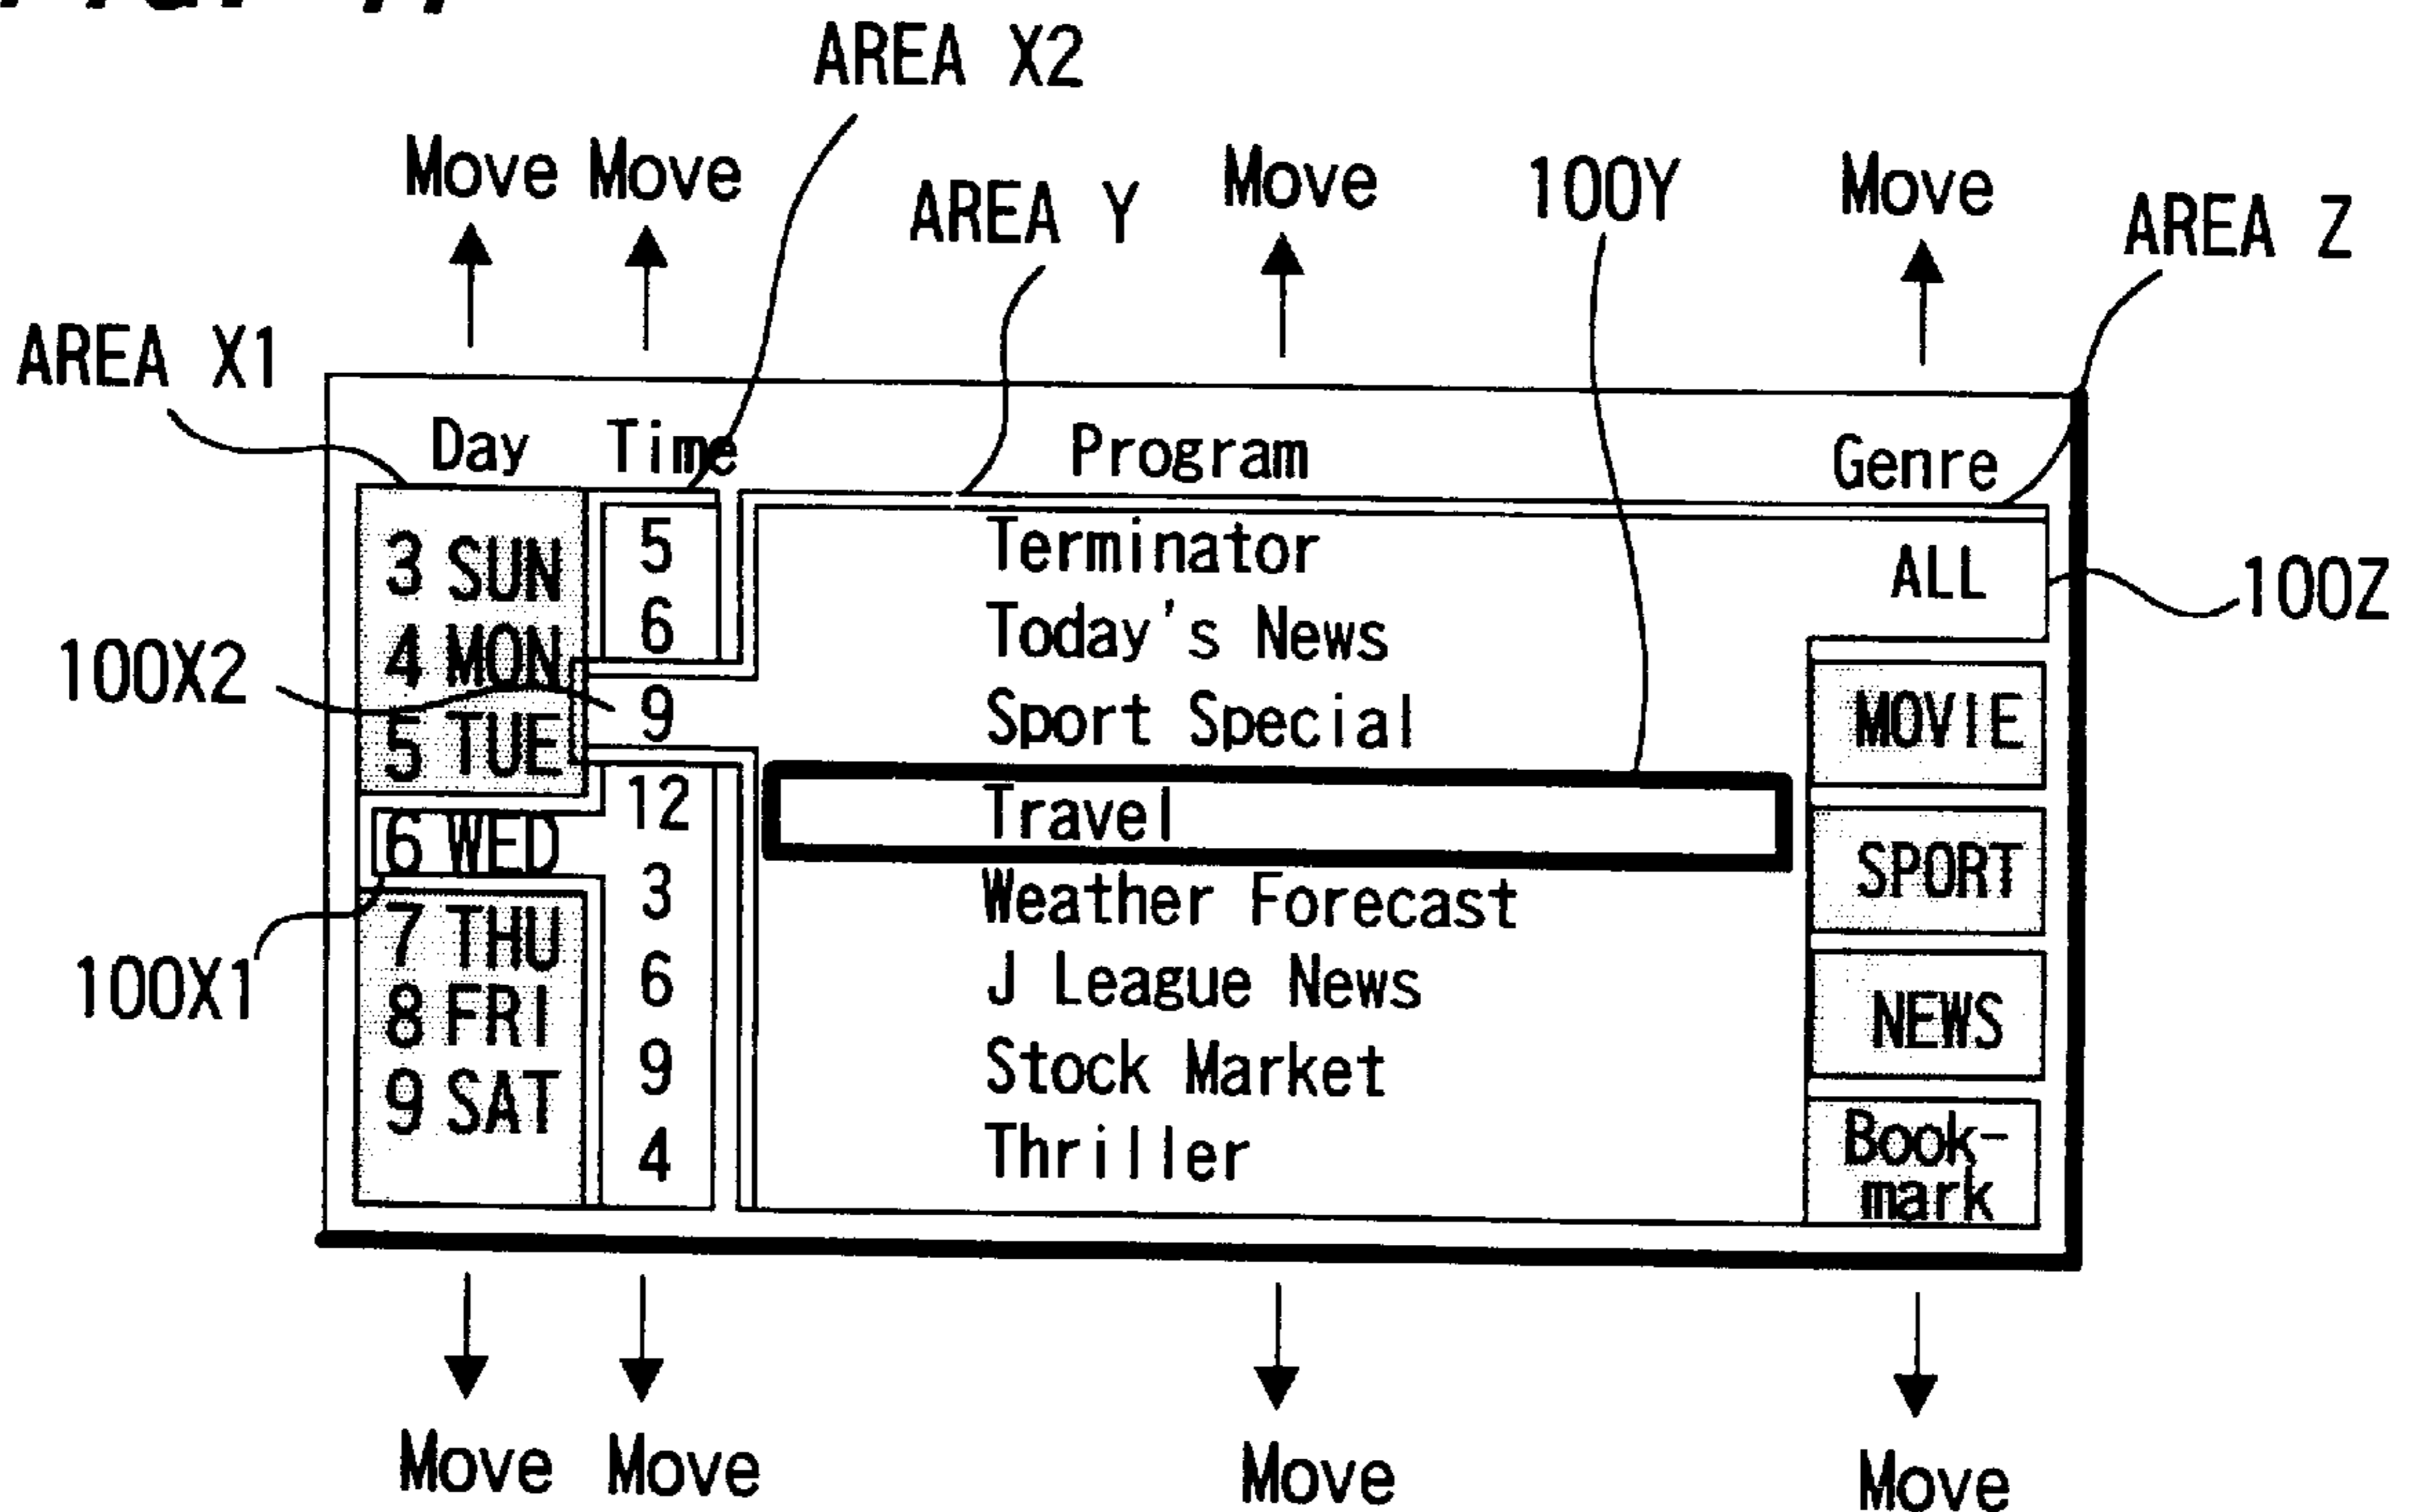 AREA X2
Move Move AREA Y Move 100Y Move AREA Z
AREA X1
Day Time Program Genre
3 SUN 5 Terminator ALL
100Z
4 MON 6 Today's News
100X2
5 TUE 9 Sport Special MOVIE
6 WED 12 Travel SPORT
100X1
7 THU 3 Weather Forecast
8 FRI 6 J League News NEWS
9 SAT 9 Stock Market
4 Thriller Book-
mark
Move Move Move Move